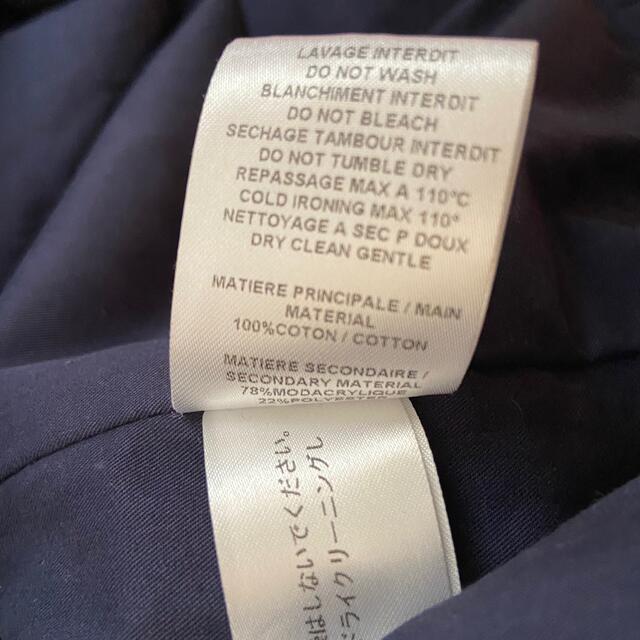 LAVAGE INTERDIT
DO NOT WASH
BLANCHIMENT INTERDIT
DO NOT BLEACH
SECHAGE TAMBOUR INTERDIT
DO NOT TUMBLE DRY
REPASSAGE MAX A 110°C
COLD IRONING MAX 110°
NETTOYAGE A SEC P DOUX
DRY CLEAN GENTLE
MATIERE PRINCIPALE / MAIN
MATERIAL
100%COTON / COTTON
MATIERE SECONDAIRE /
SECONDARY MATERIAL
78%MODACRYLIQUE
22%POLYESTER
はしないでください。
ドライクリーニングし